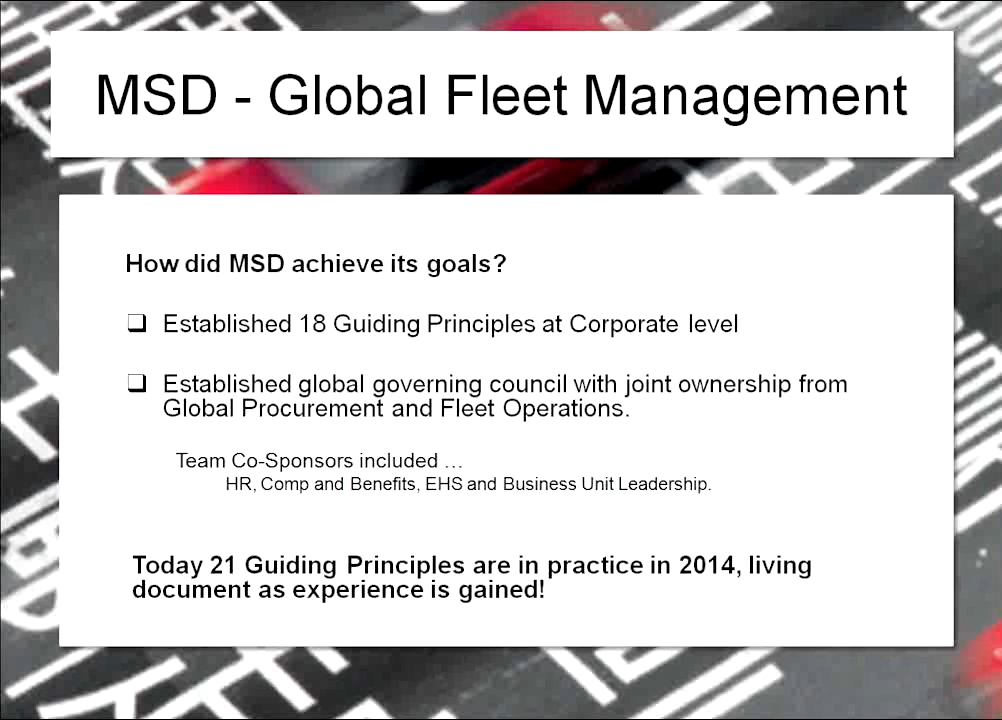 MSD - Global Fleet Management
How did MSD achieve its goals?
❑ Established 18 Guiding Principles at Corporate level
❑ Established global governing council with joint ownership from
Global Procurement and Fleet Operations.
Team Co-Sponsors included …
HR, Comp and Benefits, EHS and Business Unit Leadership.
Today 21 Guiding Principles are in practice in 2014, living
document as experience is gained!